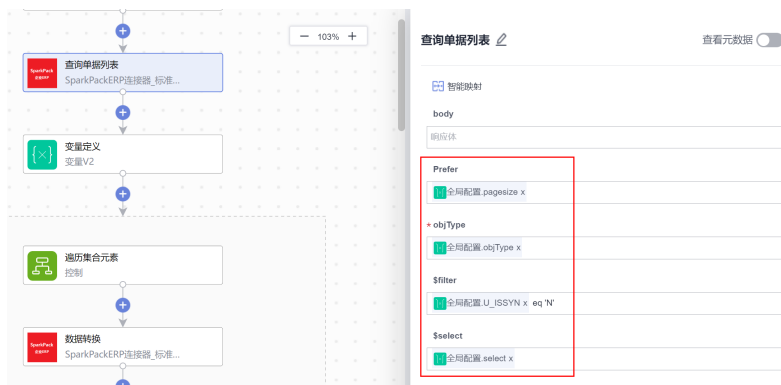 103%
查询单据列表
SparkPackERP连接器_标准...
变量定义
变量V2
遍历集合元素
控制
数据转换
SparkPackERP连接器_标准...
查询单据列表
查看元数据
智能映射
body
响应体
Prefer
全局配置.pagesize x
* objType
全局配置.objType x
$filter
全局配置.U_ISSYN x eq 'N'
$select
全局配置.select x